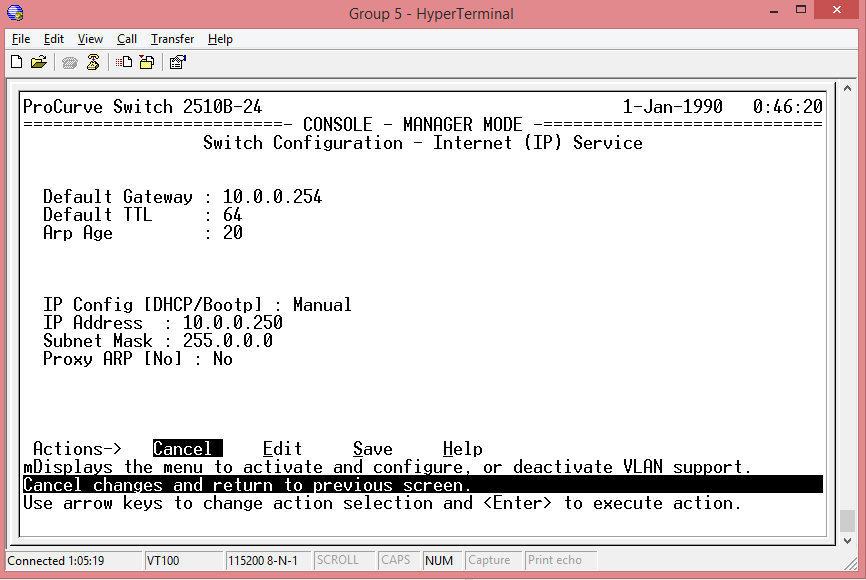 Group 5 - HyperTerminal
File Edit View Call Transfer Help
ProCurve Switch 2510B-24 1-Jan-1990 0:46:20
==========================- CONSOLE - MANAGER MODE -============================
Switch Configuration - Internet (IP) Service
Default Gateway : 10.0.0.254
Default TTL : 64
Arp Age : 20
IP Config [DHCP/Bootp] : Manual
IP Address : 10.0.0.250
Subnet Mask : 255.0.0.0
Proxy ARP [No] : No
Actions-> Cancel Edit Save Help
mDisplays the menu to activate and configure, or deactivate VLAN support.
Cancel changes and return to previous screen.
Use arrow keys to change action selection and <Enter> to execute action.
Connected 1:05:19 VT100 115200 8-N-1 SCROLL CAPS NUM Capture Print echo